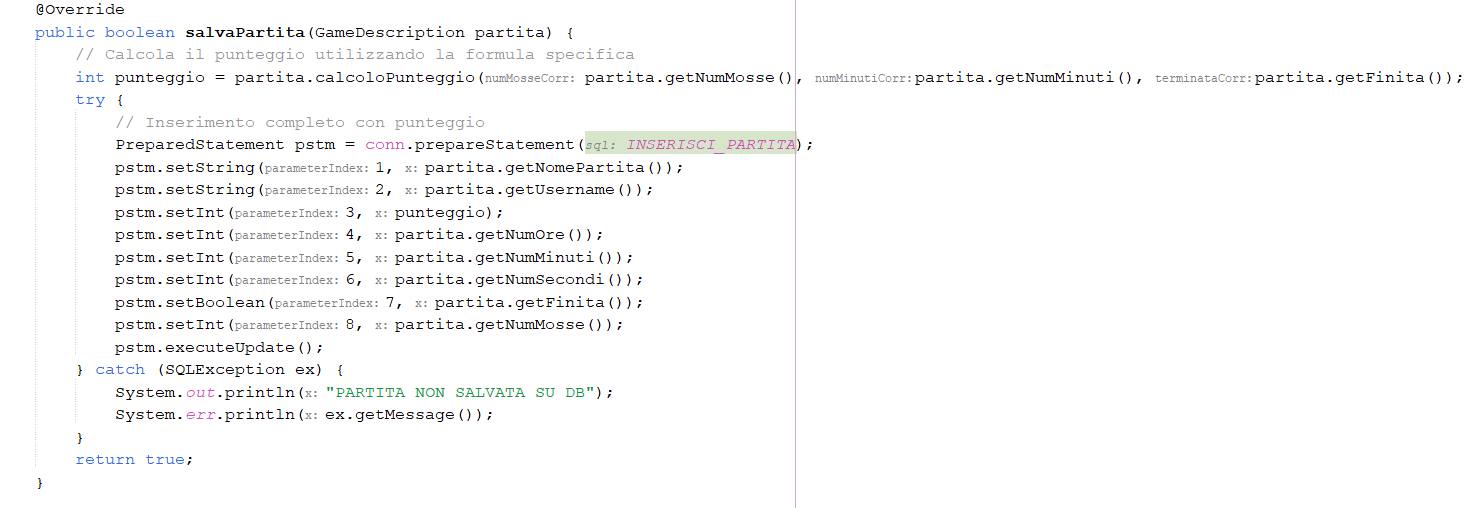 @Override
public boolean salvaPartita(GameDescription partita) {
// Calcola il punteggio utilizzando la formula specifica
int punteggio = partita.calcoloPunteggio(numMosseCorr: partita.getNumMosse(), numMinutiCorr: partita.getNumMinuti(), terminataCorr: partita.getFinita());
try {
// Inserimento completo con punteggio
PreparedStatement pstm = conn.prepareStatement(sql: INSERISCI_PARTITA);
pstm.setString(parameterIndex: 1, x: partita.getNomePartita());
pstm.setString(parameterIndex: 2, x: partita.getUsername());
pstm.setInt(parameterIndex: 3, x: punteggio);
pstm.setInt(parameterIndex: 4, x: partita.getNumOre());
pstm.setInt(parameterIndex: 5, x: partita.getNumMinuti());
pstm.setInt(parameterIndex: 6, x: partita.getNumSecondi());
pstm.setBoolean(parameterIndex: 7, x: partita.getFinita());
pstm.setInt(parameterIndex: 8, x: partita.getNumMosse());
pstm.executeUpdate();
} catch (SQLException ex) {
System.out.println(x: "PARTITA NON SALVATA SU DB");
System.err.println(x: ex.getMessage());
}
return true;
}